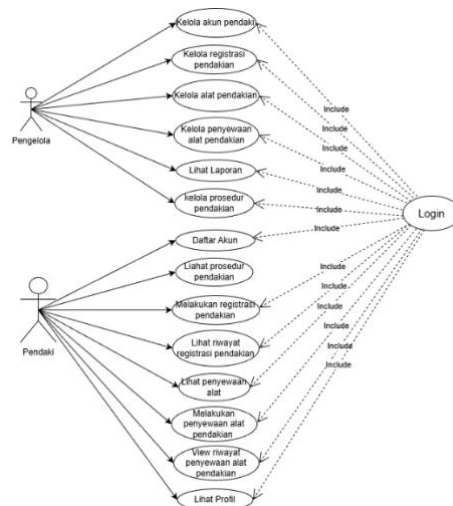 Kelola akun pendaki
Kelola registrasi
pendakian
Kelola alat pendakian
Kelola penyewaan
alat pendakian
Lihat Laporan
kelola prosedur
pendakian
Pengelola
Include
Include
Include
Include
Include
Include
Include
Login
Daftar Akun
Liahat prosedur
pendakian
Melakukan registrasi
pendakian
Lihat riwayat
registrasi pendakian
Lihat penyewaan
alat
Melakukan
penyewaan alat
pendakian
View riwayat
penyewaan alat
pendakian
Lihat Profil
Pendaki
Include
Include
Include
Include
Include
Include